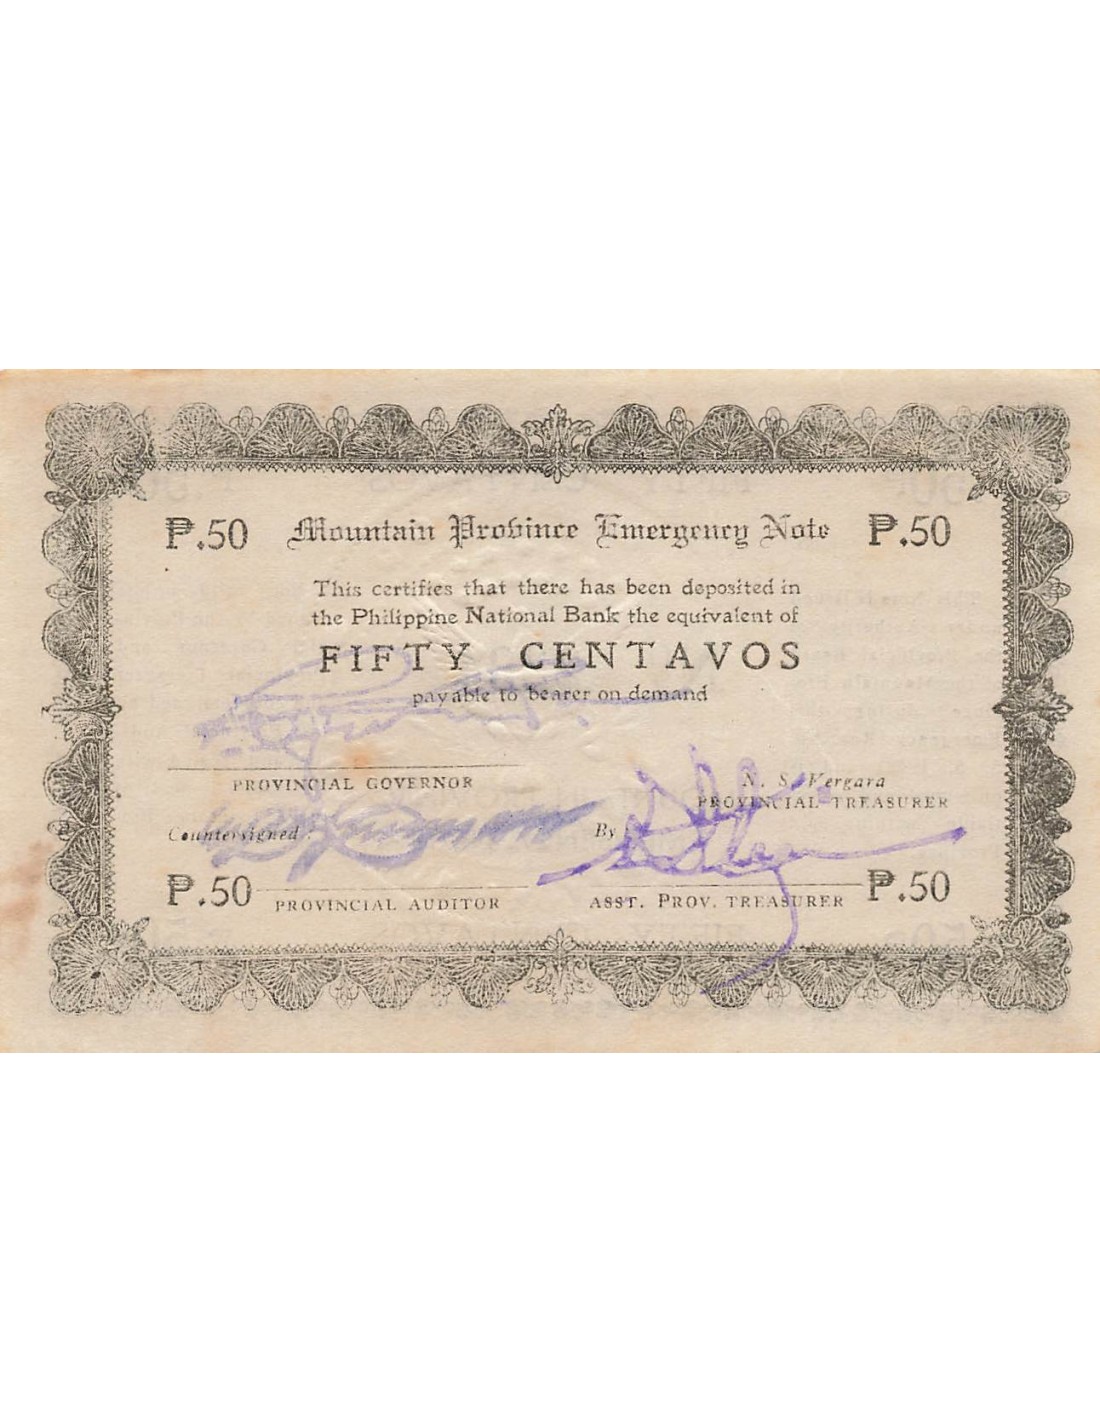 ₱.50 Mountain Province Emergency Note ₱.50
This certifies that there has been deposited in
the Philippine National Bank the equivalent of
FIFTY CENTAVOS
payable to bearer on demand
PROVINCIAL GOVERNOR
N. S. Vergara
PROVINCIAL TREASURER
Countersigned:
By
₱.50 PROVINCIAL AUDITOR
ASST. PROV. TREASURER ₱.50